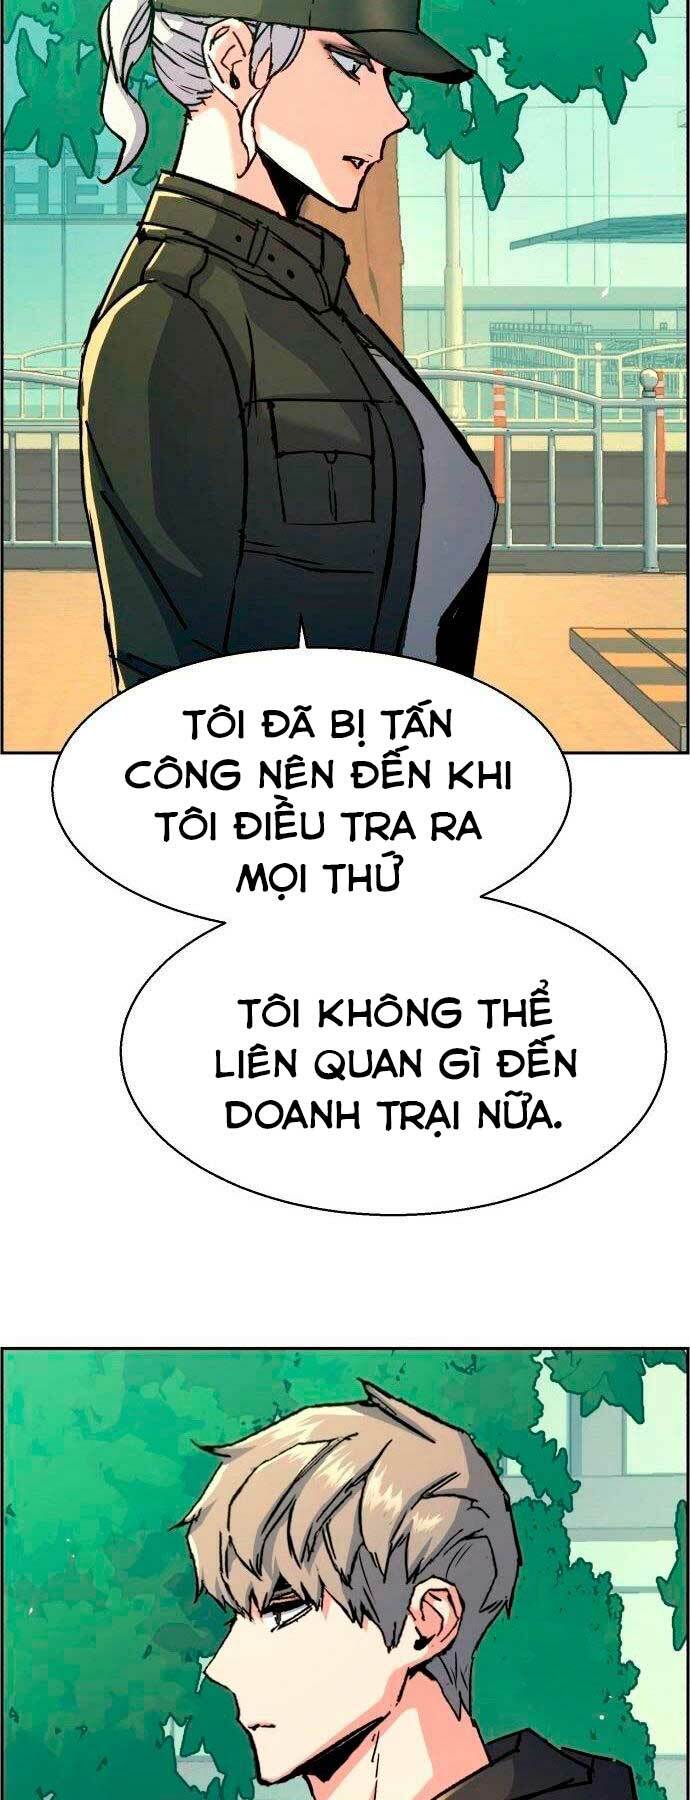 HEN
TÔI ĐÃ BỊ TẤN
CÔNG NÊN ĐẾN KHI
TÔI ĐIỀU TRA RA
MỌI THỨ
TÔI KHÔNG THỂ
LIÊN QUAN GÌ ĐẾN
DOANH TRẠI NỮA.